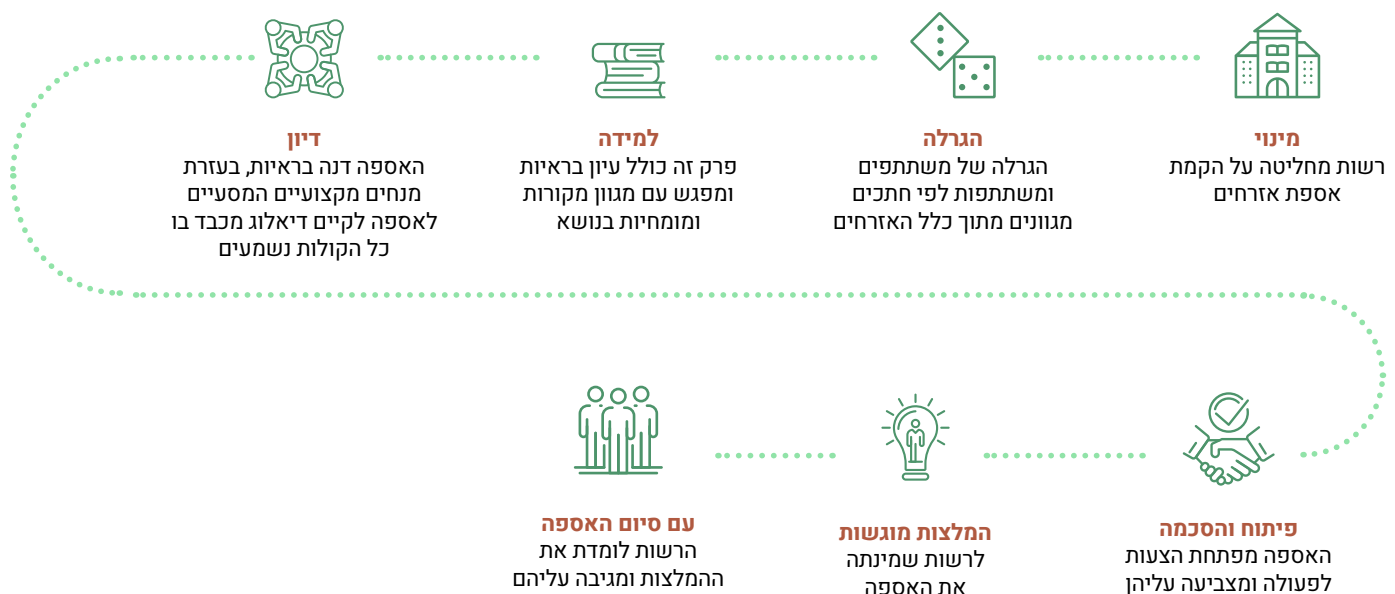 מינוי
רשות מחליטה על הקמת
אספת אזרחים
הגרלה
הגרלה של משתתפים
ומשתתפות לפי חתכים
מגוונים מתוך כלל האזרחים
למידה
פרק זה כולל עיון בראיות
ומפגש עם מגוון מקורות
ומומחיות בנושא
דיון
האספה דנה בראיות, בעזרת
מנחים מקצועיים המסעיים
לאספה לקיים דיאלוג מכבד בו
כל הקולות נשמעים
פיתוח והסכמה
האספה מפתחת הצעות
לפעולה ומצביעה עליהן
המלצות מוגשות
לרשות שמינתה
את האספה
עם סיום האספה
הרשות לומדת את
ההמלצות ומגיבה עליהם